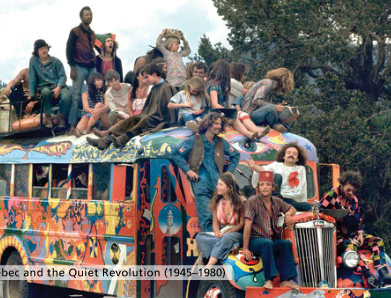 bec and the Quiet Revolution (1945–1980)